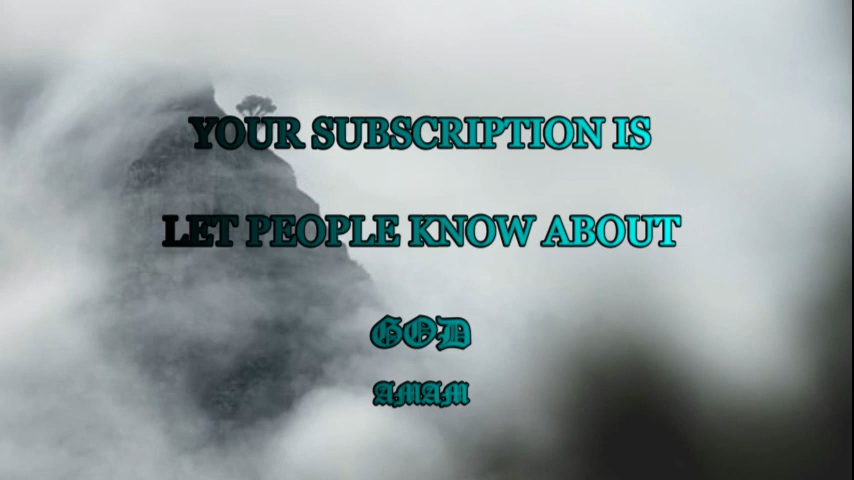 YOUR SUBSCRIPTION IS
LET PEOPLE KNOW ABOUT
GOD
AMAM